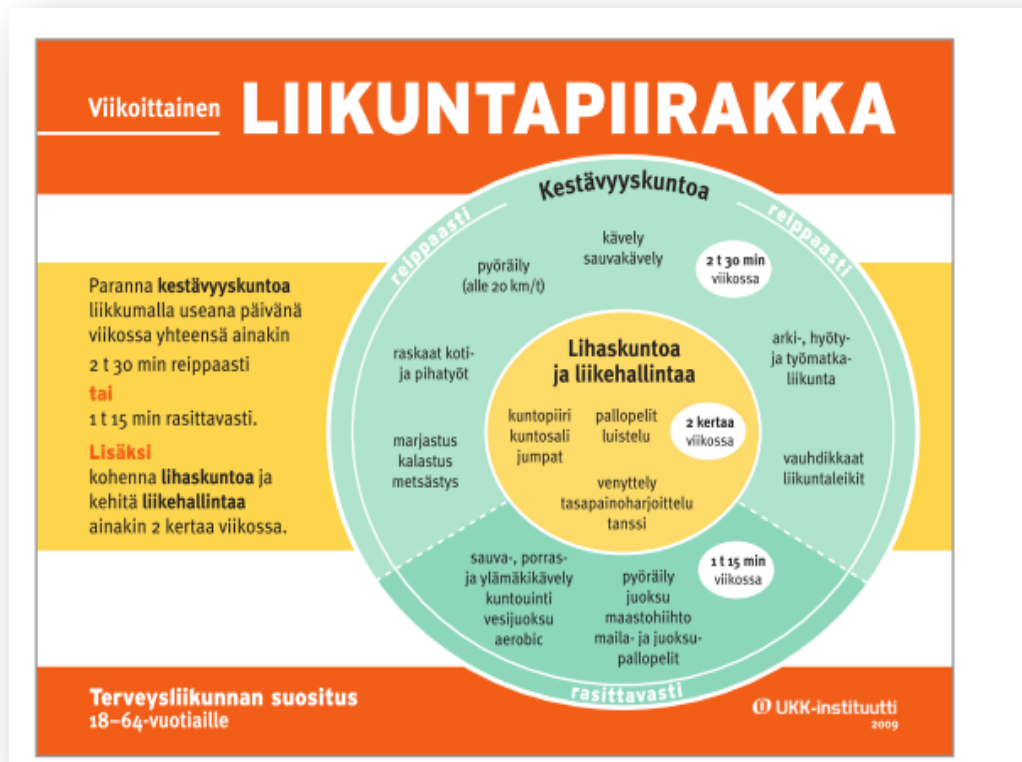 Viikoittainen LIIKUNTAPIIRAKKA
Paranna kestävyyskuntoa
liikkumalla useana päivänä
viikossa yhteensä ainakin
2 t 30 min reippaasti
tai
1 t 15 min rasittavasti.
Lisäksi
kohenna lihaskuntoa ja
kehitä liikehallintaa
ainakin 2 kertaa viikossa.
Kestävyyskuntoa
reippaasti
reippaasti
kävely
sauvakävely
2 t 30 min
viikossa
pyöräily
(alle 20 km/t)
raskaat koti-
ja pihatyöt
arki-, hyöty-
ja työmatka-
liikunta
marjastus
kalastus
metsästys
vauhdikkaat
liikuntaleikit
Lihaskuntoa
ja liikehallintaa
kuntopiiri
kuntosali
jumpat
pallopelit
luistelu
2 kertaa
viikossa
venyttely
tasapainoharjoittelu
tanssi
sauva-, porras-
ja ylämäkikävely
kuntouinti
vesijuoksu
aerobic
pyöräily
juoksu
maastohiihto
maila- ja juoksu-
pallopelit
1 t 15 min
viikossa
rasittavasti
Terveysliikunnan suositus
18–64-vuotiaille
UKK-instituutti
2009